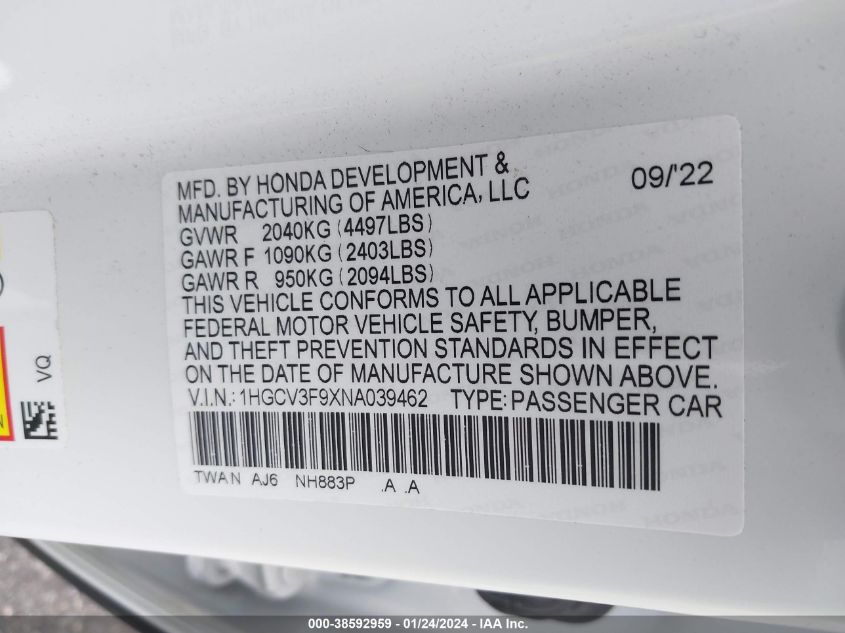 MFD. BY HONDA DEVELOPMENT &
MANUFACTURING OF AMERICA, LLC
09/'22
GVWR 2040KG (4497LBS)
GAWR F 1090KG (2403LBS)
GAWR R 950KG (2094LBS)
THIS VEHICLE CONFORMS TO ALL APPLICABLE
FEDERAL MOTOR VEHICLE SAFETY, BUMPER,
AND THEFT PREVENTION STANDARDS IN EFFECT
ON THE DATE OF MANUFACTURE SHOWN ABOVE.
V.I.N.: 1HGCV3F9XNA039462 TYPE: PASSENGER CAR
TWAN AJ6 NH883P .A .A
VQ
000-38592959 - 01/24/2024 - IAA Inc.